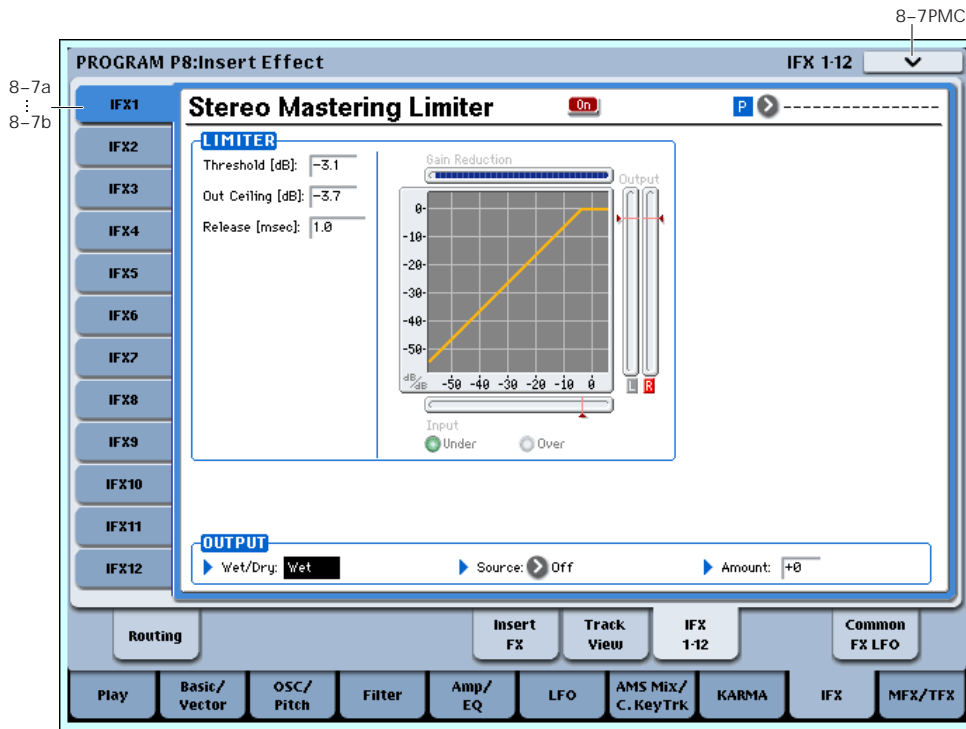 8-7PMC
PROGRAM P8:Insert Effect IFX 1-12
8-7a
⋮
8-7b
IFX1
IFX2
IFX3
IFX4
IFX5
IFX6
IFX7
IFX8
IFX9
IFX10
IFX11
IFX12
Stereo Mastering Limiter On P --------------------
LIMITER
Threshold [dB]: -3.1
Out Ceiling [dB]: -3.7
Release [msec]: 1.0
Gain Reduction
Output
0-
-10-
-20-
-30-
-40-
-50-
dB/dB -50 -40 -30 -20 -10 0
L R
Input
Under Over
OUTPUT
Wet/Dry: Wet Source: Off Amount: +0
Routing
Insert
FX
Track
View
IFX
1-12
Common
FX LFO
Play
Basic/
Vector
OSC/
Pitch
Filter
Amp/
EQ
LFO
AMS Mix/
C.KeyTrk
KARMA
IFX
MFX/TFX